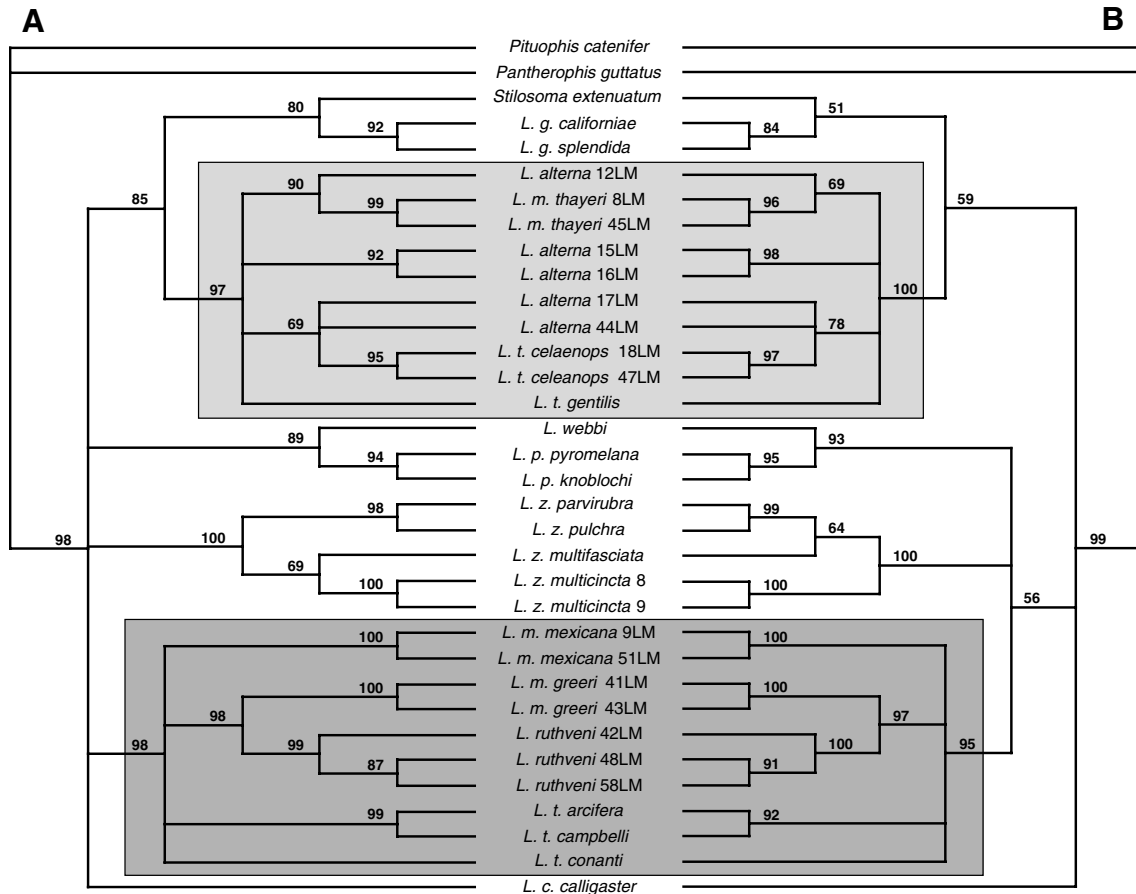 A B
Pituophis catenifer
Pantherophis guttatus
Stilosoma extenuatum
80 51
L. g. californiae
92 84
L. g. splendida
L. alterna 12LM
90 69
L. m. thayeri 8LM
85 99 96 59
L. m. thayeri 45LM
L. alterna 15LM
92 98
L. alterna 16LM
97 100
L. alterna 17LM
69 78
L. alterna 44LM
L. t. celaenops 18LM
95 97
L. t. celeanops 47LM
L. t. gentilis
L. webbi
89 93
L. p. pyromelana
94 95
L. p. knoblochi
L. z. parvirubra
98 99
L. z. pulchra
98 100 64 99
L. z. multifasciata
69 100
L. z. multicincta 8
100 100
L. z. multicincta 9
56
L. m. mexicana 9LM
100 100
L. m. mexicana 51LM
L. m. greeri 41LM
100 100
L. m. greeri 43LM
98 97
L. ruthveni 42LM
98 99 100 95
L. ruthveni 48LM
87 91
L. ruthveni 58LM
L. t. arcifera
99 92
L. t. campbelli
L. t. conanti
L. c. calligaster